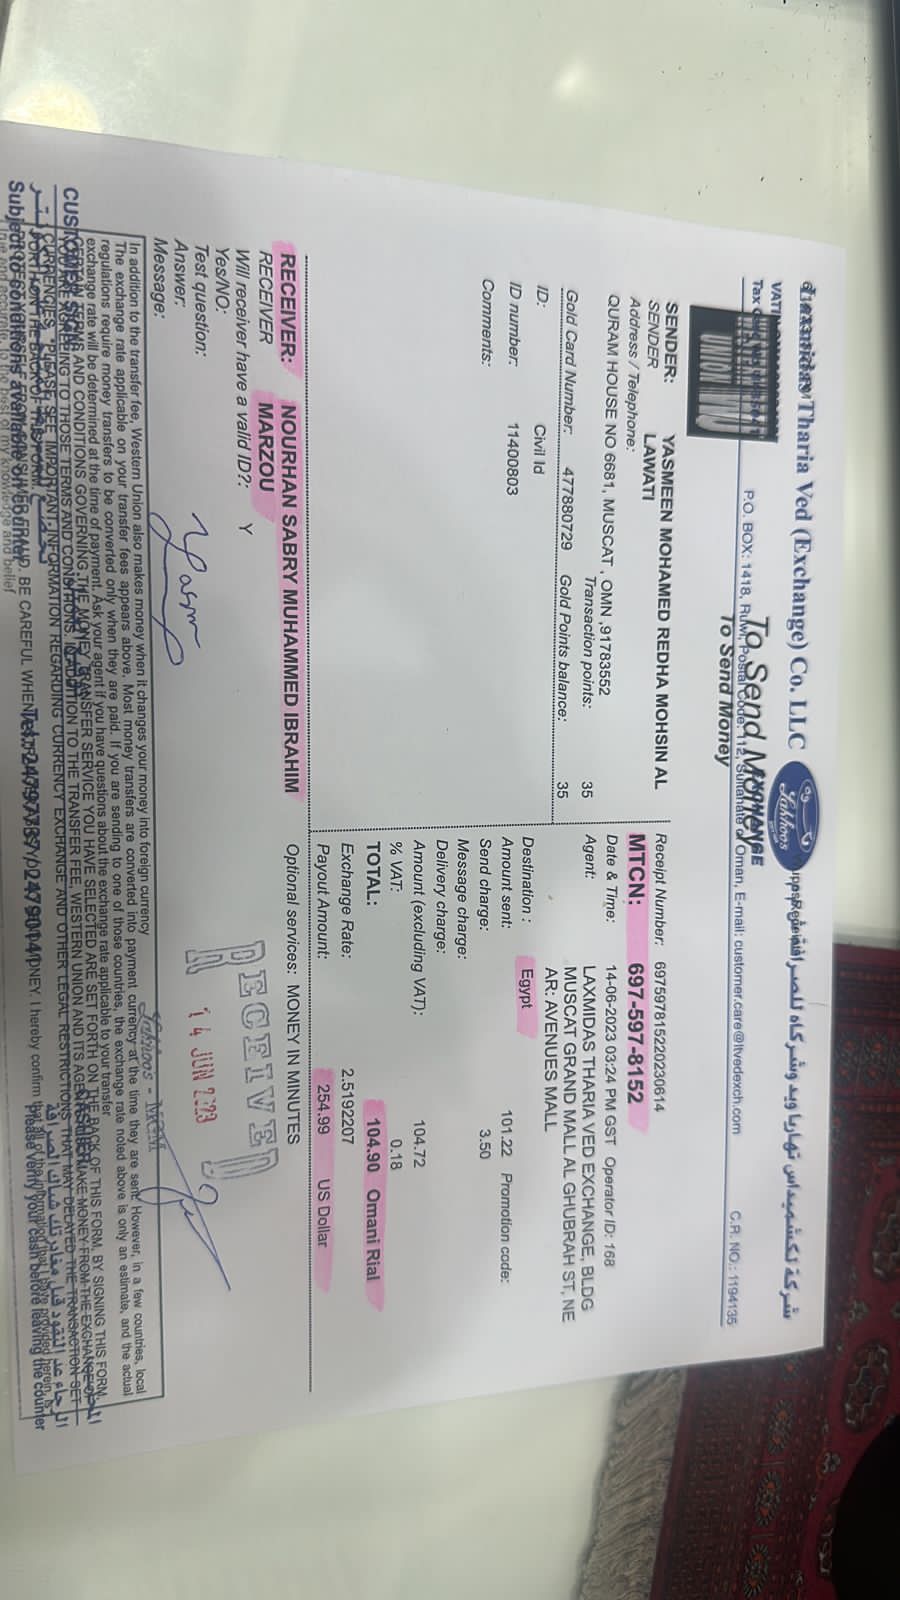 Tharia Ved (Exchange) Co. LLC
Lakhoo's
P.O. BOX: 1418, Ruwi, Postal Code: 112, Sultanate of Oman, E-mail: customer.care@ltvedexch.com
C.R. NO.: 1194135
To Send Money
To Send Money
SENDER: YASMEEN MOHAMED REDHA MOHSIN AL
SENDER LAWATI
Address / Telephone:
QURAM HOUSE NO 6681, MUSCAT , OMN ,91783552
Transaction points: 35
Gold Card Number: 477880729 Gold Points balance: 35
ID: Civil Id
ID number: 11400803
Comments:
Receipt Number: 697597815220230614
MTCN: 697-597-8152
Date & Time: 14-06-2023 03:24 PM GST Operator ID: 168
Agent: LAXMIDAS THARIA VED EXCHANGE, BLDG
MUSCAT GRAND MALL AL GHUBRAH ST, NE
AR: AVENUES MALL
Destination : Egypt
Amount sent: 101.22 Promotion code:
Send charge: 3.50
Message charge:
Delivery charge:
Amount (excluding VAT): 104.72
% VAT: 0.18
TOTAL: 104.90 Omani Rial
Exchange Rate: 2.5192207
Payout Amount: 254.99 US Dollar
RECEIVER: NOURHAN SABRY MUHAMMED IBRAHIM
RECEIVER MARZOU
Will receiver have a valid ID?: Y
Yes/NO:
Test question:
Answer:
Message:
Optional services: MONEY IN MINUTES
RECEIVED
14 JUN 2023
Lakhoo's - MGM
In addition to the transfer fee, Western Union also makes money when it changes your money into foreign currency
The exchange rate applicable on your transfer fees appears above. Most money transfers are converted into payment currency at the time they are sent. However, in a few countries, local
regulations require money transfers to be converted only when they are paid. If you are sending to one of those countries, the exchange rate noted above is only an estimate, and the actual
exchange rate will be determined at the time of payment. Ask your agent if you have questions about the exchange rate applicable to your transfer
Please verify your cash before leaving the counter